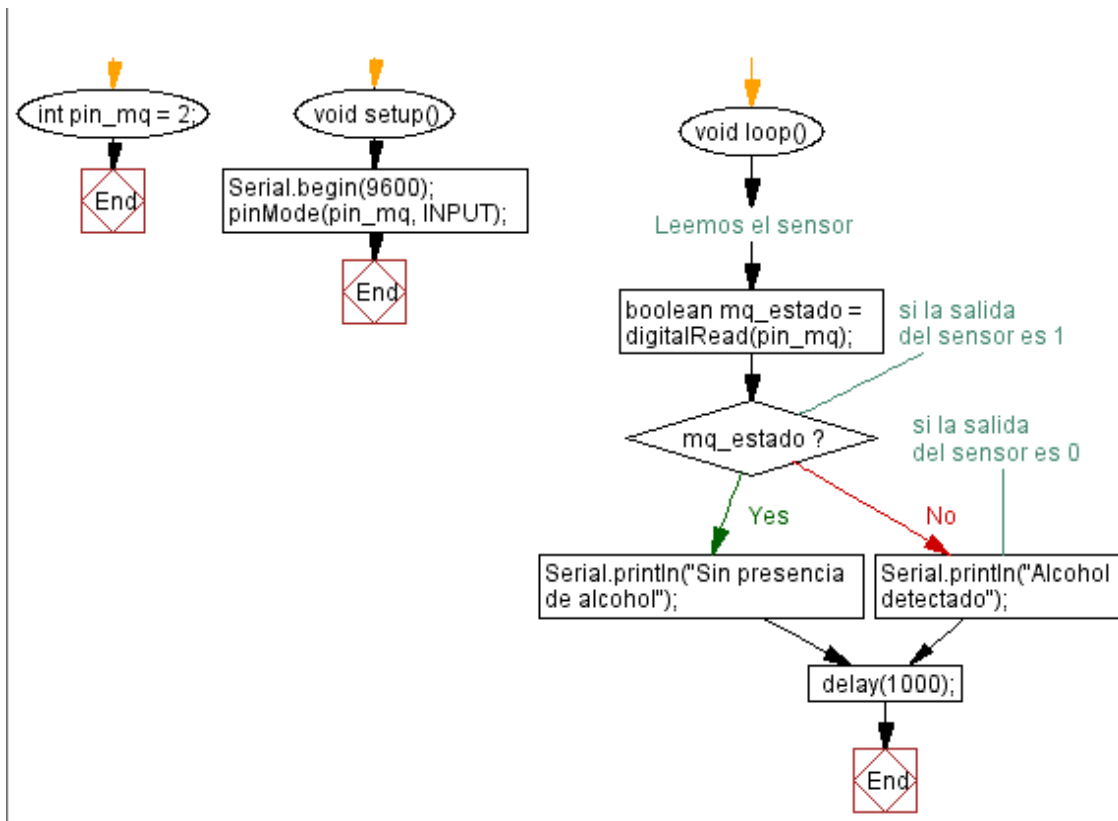 int pin_mq = 2;
End
void setup()
Serial.begin(9600);
pinMode(pin_mq, INPUT);
End
void loop()
Leemos el sensor
boolean mq_estado =
digitalRead(pin_mq);
si la salida
del sensor es 1
mq_estado ?
si la salida
del sensor es 0
Yes
No
Serial.println("Sin presencia
de alcohol");
Serial.println("Alcohol
detectado");
delay(1000);
End